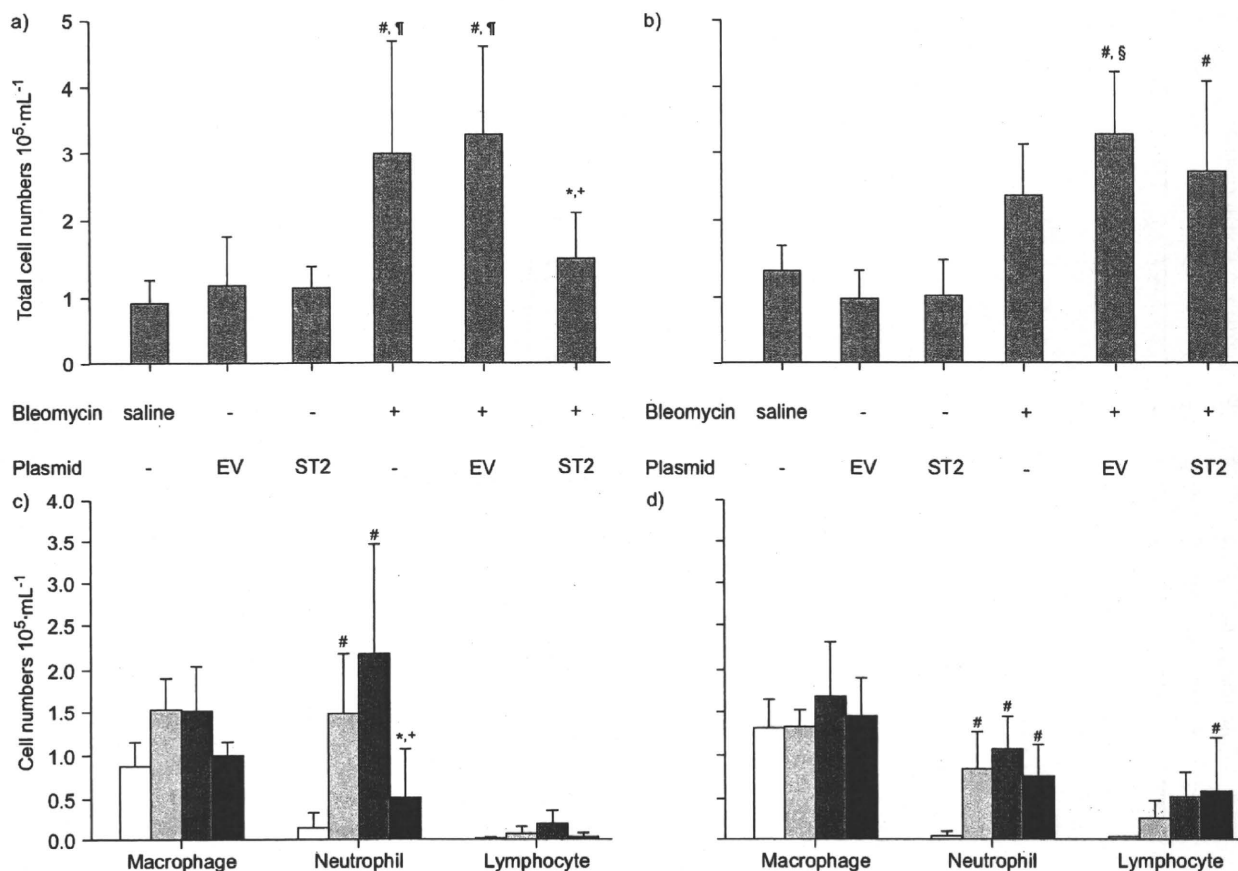 a)
Total cell numbers 10⁵·mL⁻¹
5
4
3
2
1
0
#, ¶
#, ¶
*,+
Bleomycin saline - - + + +
Plasmid - EV ST2 - EV ST2
b)
#, §
#
Bleomycin saline - - + + +
Plasmid - EV ST2 - EV ST2
c)
Cell numbers 10⁵·mL⁻¹
4.0
3.5
3.0
2.5
2.0
1.5
1.0
0.5
0.0
#
#
*,+
Macrophage Neutrophil Lymphocyte
d)
#
#
#
#
Macrophage Neutrophil Lymphocyte